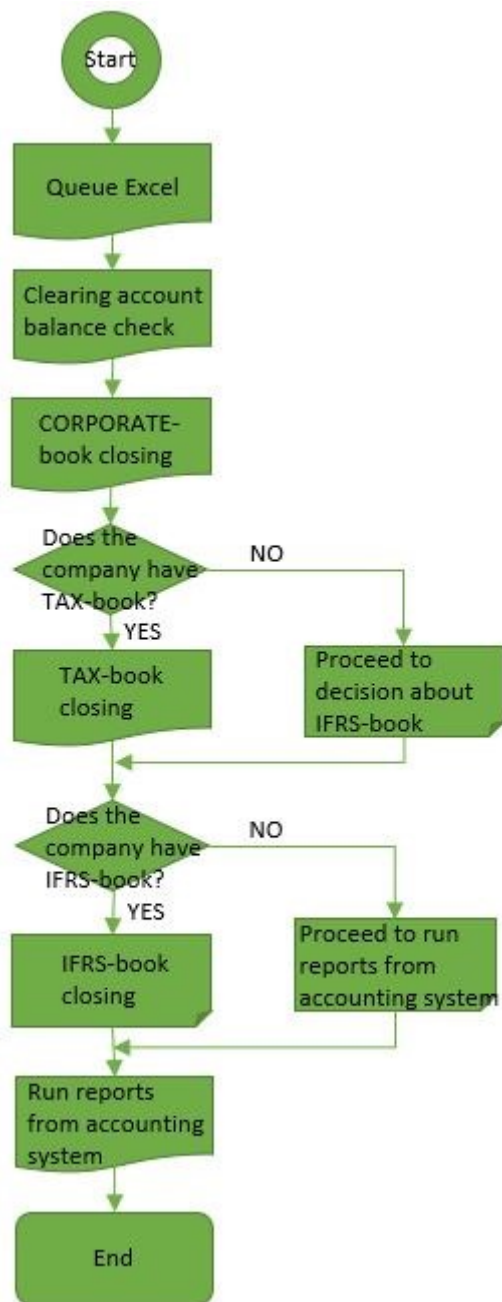 Start
Queue Excel
Clearing account
balance check
CORPORATE-
book closing
Does the
company have
TAX-book?
NO
YES
TAX-book
closing
Proceed to
decision about
IFRS-book
Does the
company have
IFRS-book?
NO
YES
IFRS-book
closing
Proceed to run
reports from
accounting system
Run reports
from accounting
system
End